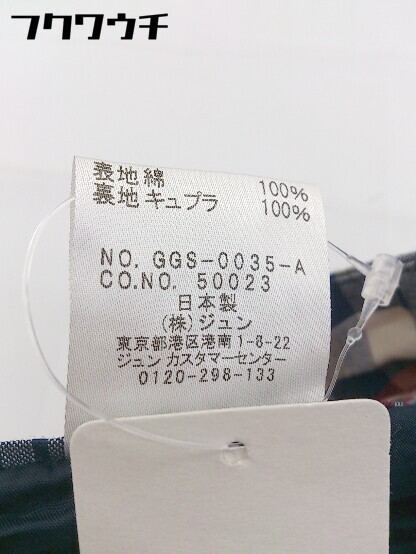 フクワウチ
表地綿 100%
裏地キュプラ 100%
NO. GGS-0035-A
CO.NO. 50023
日本製
(株)ジュン
東京都港区港南1-8-22
ジュン カスタマーセンター
0120-298-133